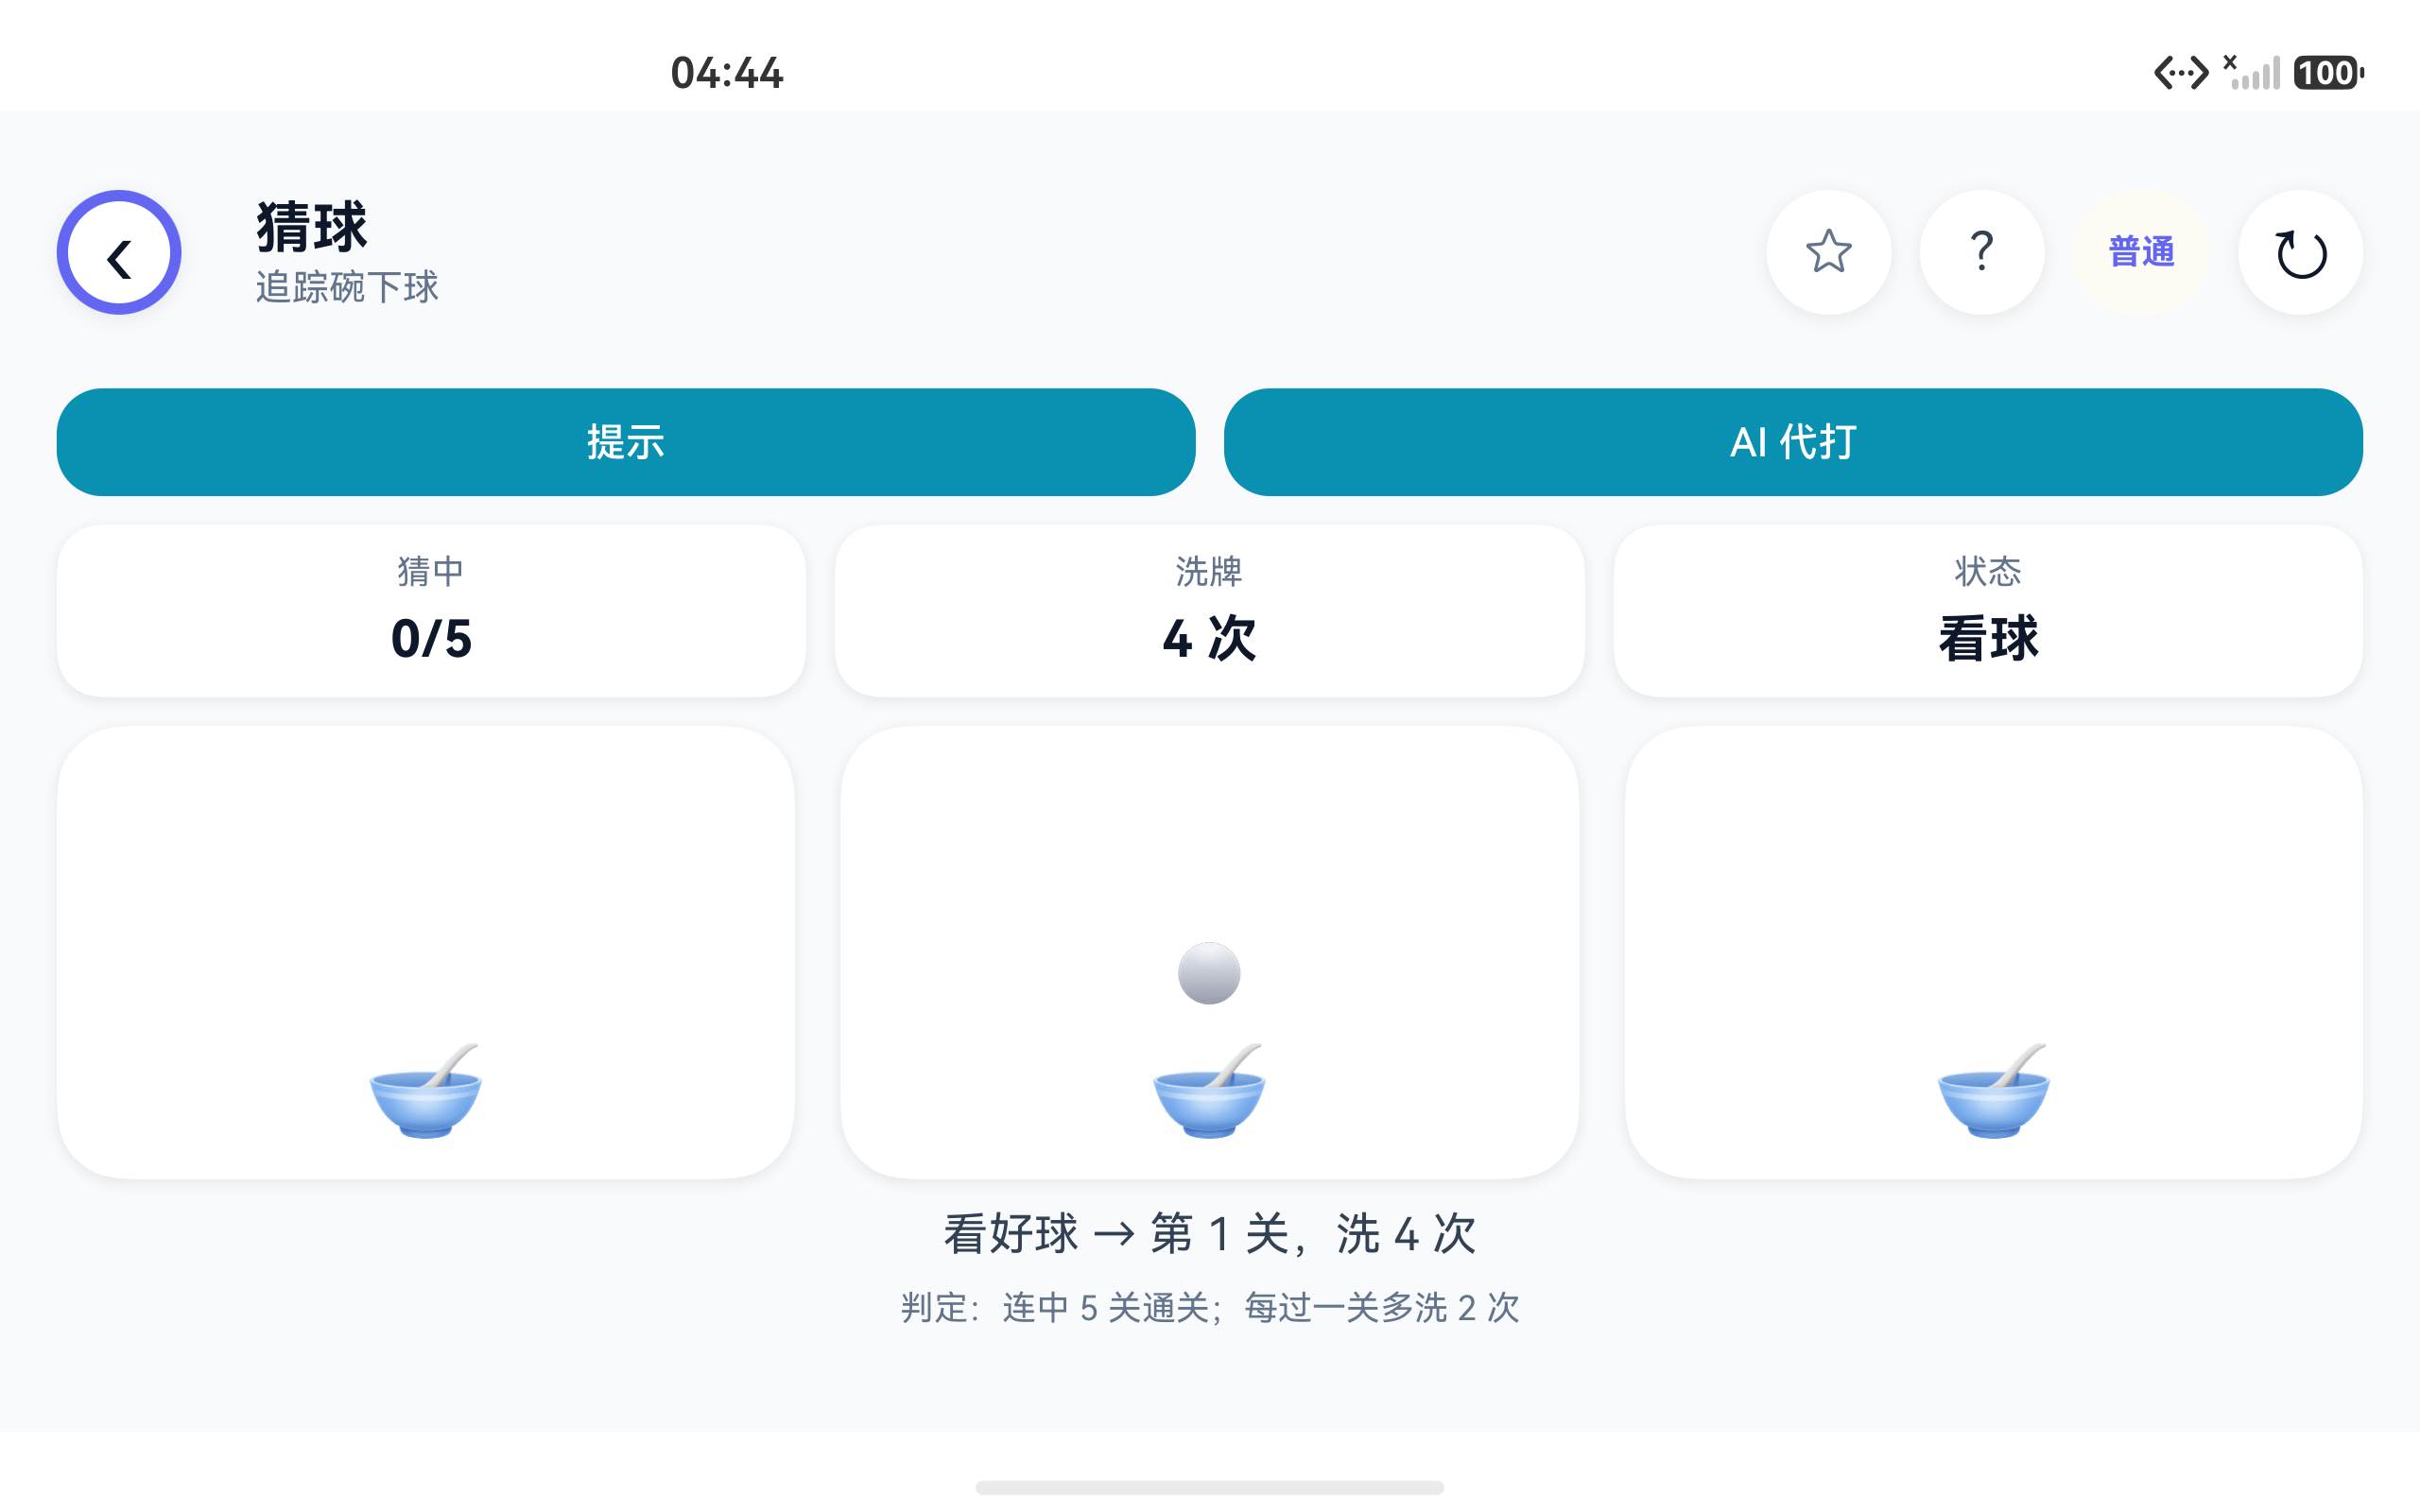 04:44
100
猜球
追踪碗下球
?
普通
提示
AI 代打
猜中
0/5
洗牌
4 次
状态
看球
看好球 → 第 1 关，洗 4 次
判定：连中 5 关通关；每过一关多洗 2 次